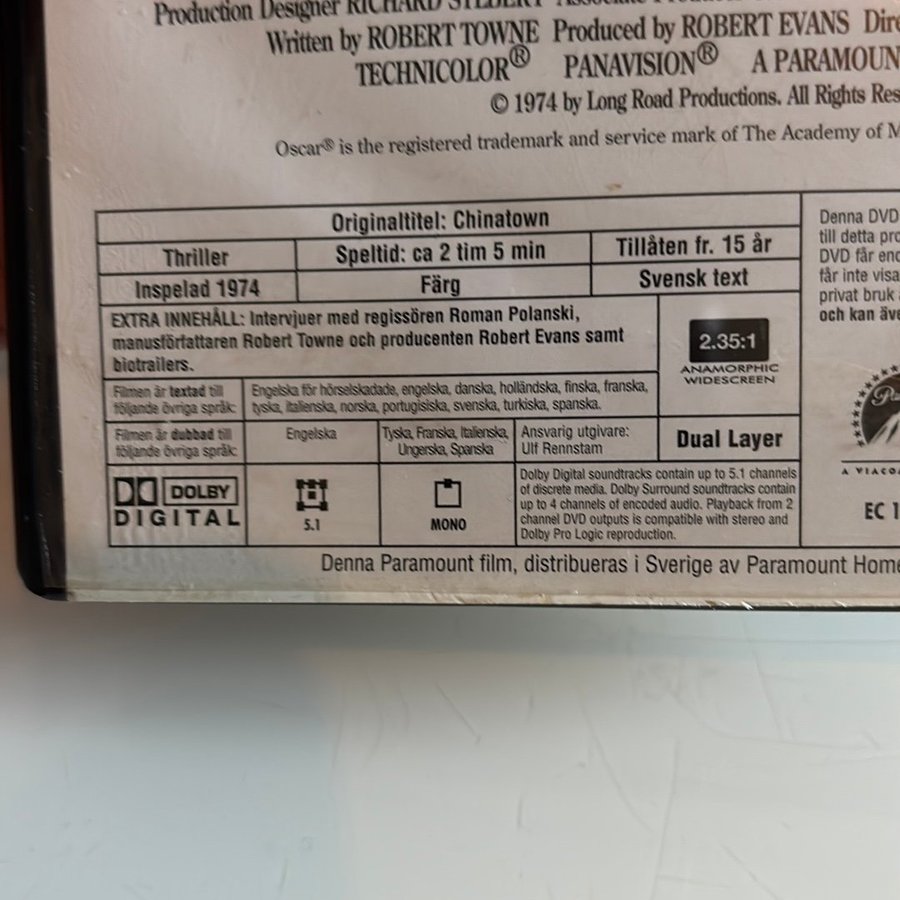 Production Designer RICHARD SYLBERT Associate
Written by ROBERT TOWNE Produced by ROBERT EVANS
TECHNICOLOR® PANAVISION® A PARAMOUN
© 1974 by Long Road Productions. All Rights Res
Oscar® is the registered trademark and service mark of The Academy of M
Originaltitel: Chinatown
Thriller
Speltid: ca 2 tim 5 min
Tillåten fr. 15 år
Inspelad 1974
Färg
Svensk text
EXTRA INNEHÅLL: Intervjuer med regissören Roman Polanski,
manusförfattaren Robert Towne och producenten Robert Evans samt
biotrailers.
2.35:1
ANAMORPHIC
WIDESCREEN
Filmen är textad till
följande övriga språk:
Engelska för hörselskadade, engelska, danska, holländska, finska, franska,
tyska, italienska, norska, portugisiska, svenska, turkiska, spanska.
Filmen är dubbad till
följande övriga språk:
Engelska
Tyska, Franska, Italienska,
Ungerska, Spanska
Ansvarig utgivare:
Ulf Rennstam
Dual Layer
DOLBY
DIGITAL
5.1
MONO
Dolby Digital soundtracks contain up to 5.1 channels
of discrete media. Dolby Surround soundtracks contain
up to 4 channels of encoded audio. Playback from 2
channel DVD outputs is compatible with stereo and
Dolby Pro Logic reproduction.
Denna DVD
till detta pro
DVD får end
får inte visa
privat bruk
och kan äve
A VIACO
EC 1
Denna Paramount film, distribueras i Sverige av Paramount Home